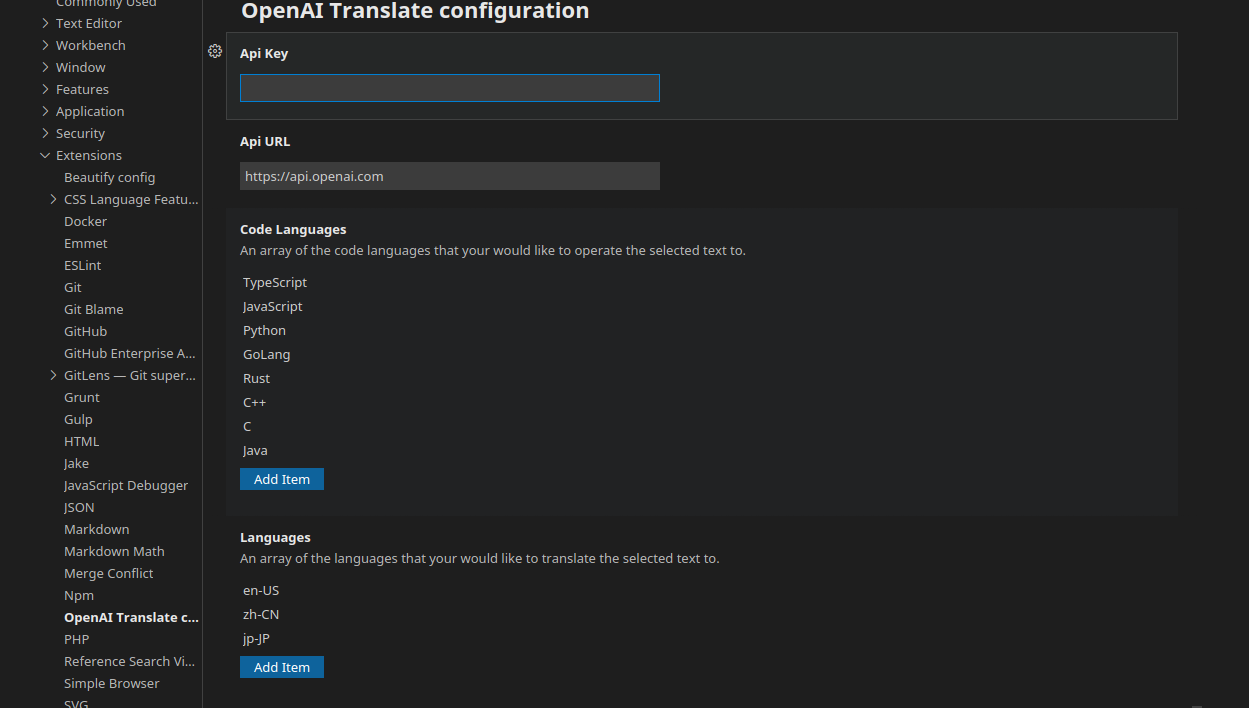 Commonly Used
Text Editor
Workbench
Window
Features
Application
Security
Extensions
Beautify config
CSS Language Featu...
Docker
Emmet
ESLint
Git
Git Blame
GitHub
GitHub Enterprise A...
GitLens — Git super...
Grunt
Gulp
HTML
Jake
JavaScript Debugger
JSON
Markdown
Markdown Math
Merge Conflict
Npm
OpenAI Translate c...
PHP
Reference Search Vi...
Simple Browser
SVG
OpenAI Translate configuration
Api Key
Api URL
https://api.openai.com
Code Languages
An array of the code languages that your would like to operate the selected text to.
TypeScript
JavaScript
Python
GoLang
Rust
C++
C
Java
Add Item
Languages
An array of the languages that your would like to translate the selected text to.
en-US
zh-CN
jp-JP
Add Item